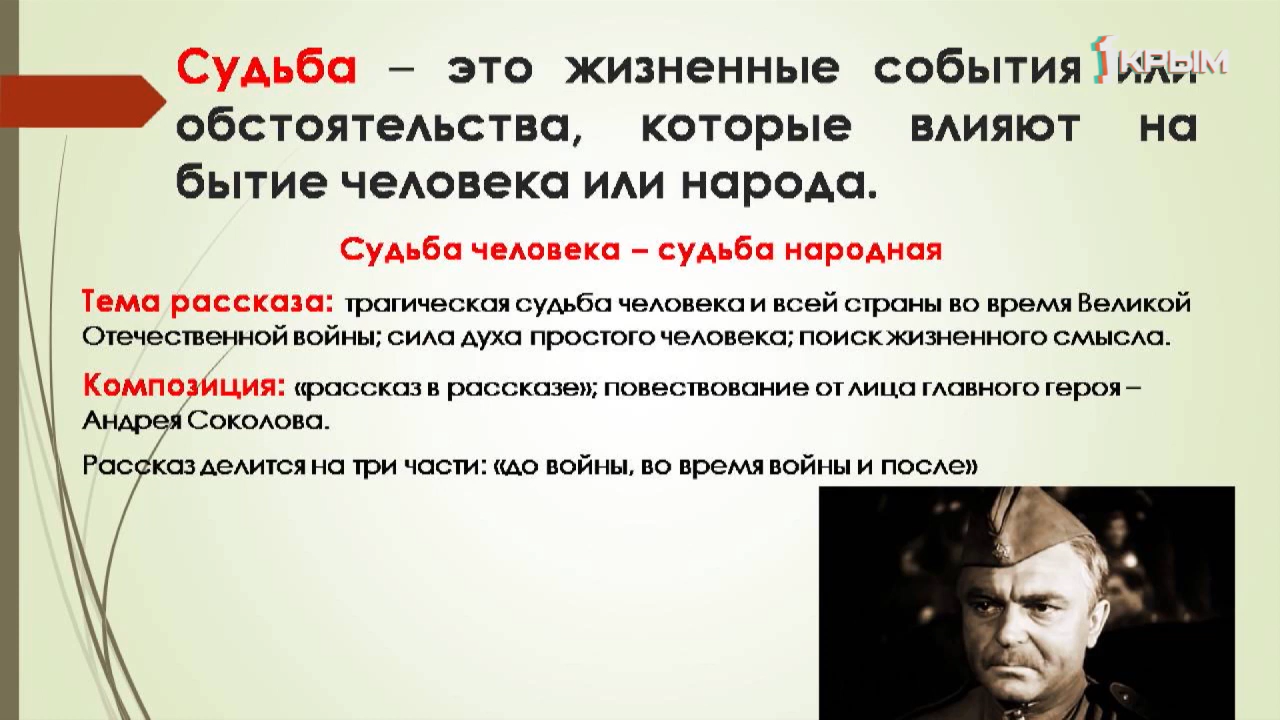 Судьба – это жизненные события или
1КРЫМ
обстоятельства, которые влияют на
бытие человека или народа.
Судьба человека – судьба народная
Тема рассказа: трагическая судьба человека и всей страны во время Великой
Отечественной войны; сила духа простого человека; поиск жизненного смысла.
Композиция: «рассказ в рассказе»; повествование от лица главного героя –
Андрея Соколова.
Рассказ делится на три части: «до войны, во время войны и после»